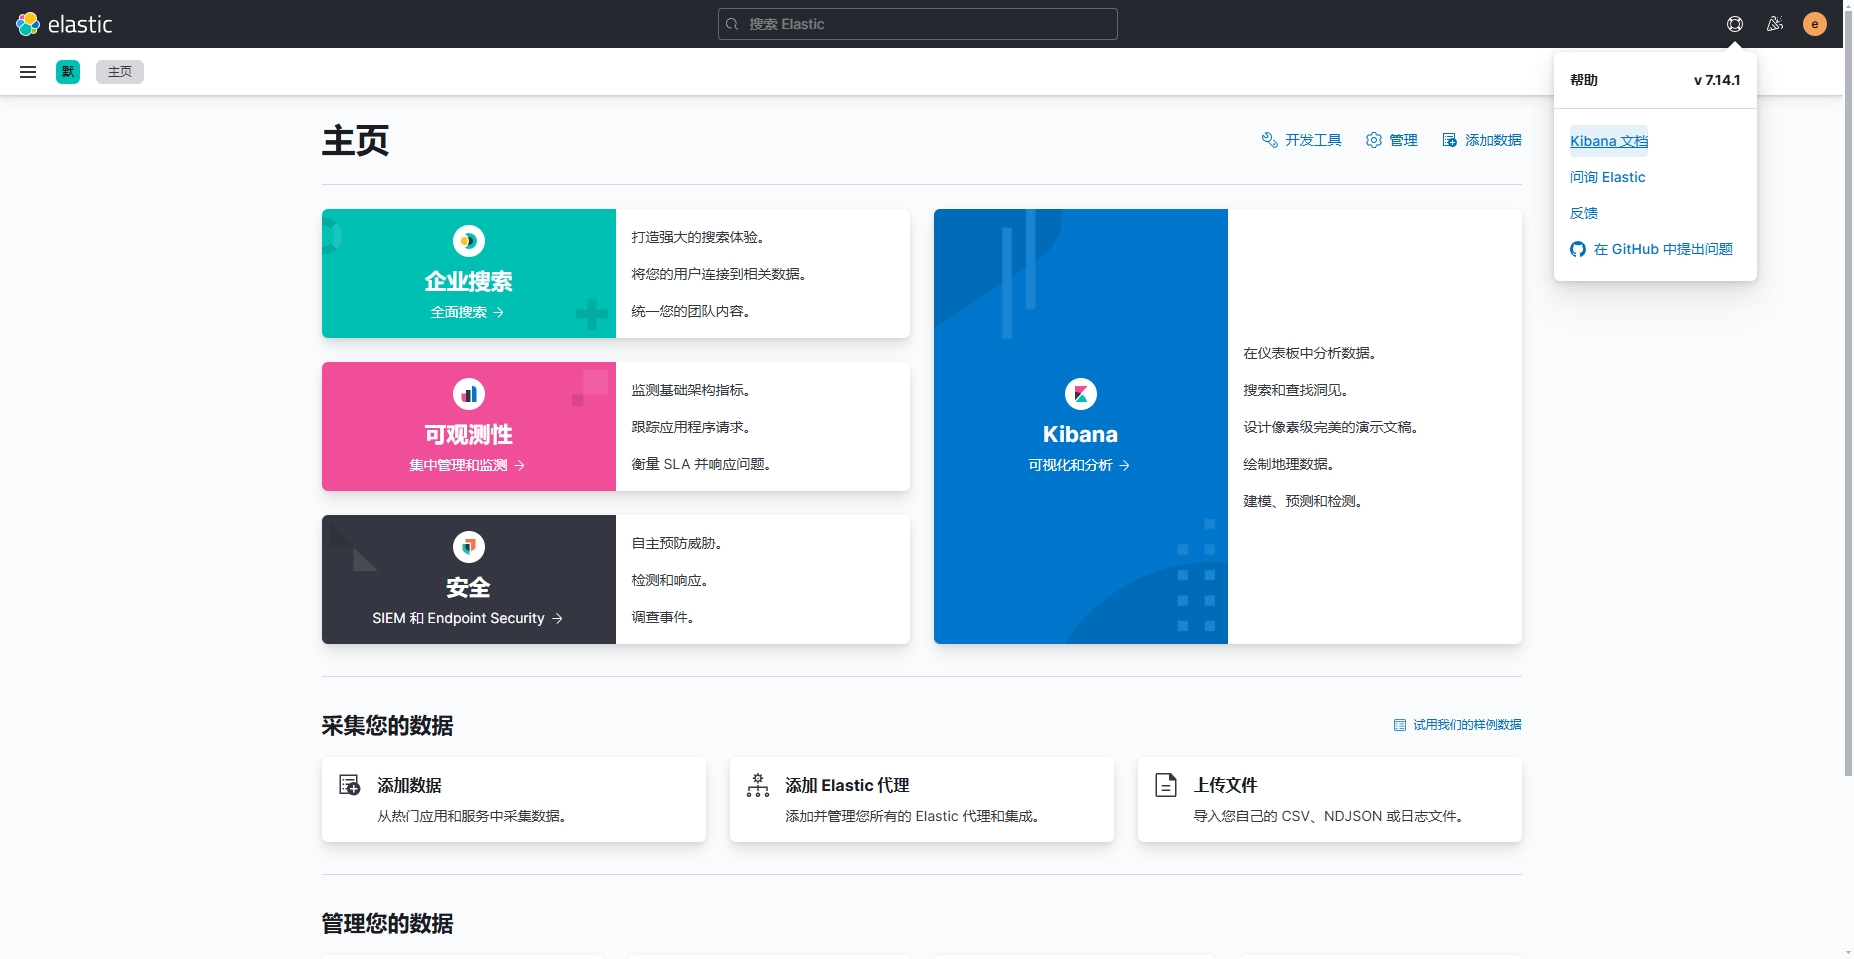 elastic
搜索 Elastic
e
默
主页
帮助
v 7.14.1
Kibana 文档
问询 Elastic
反馈
在 GitHub 中提出问题
主页
开发工具
管理
添加数据
企业搜索
全面搜索 →
打造强大的搜索体验。
将您的用户连接到相关数据。
统一您的团队内容。
可观测性
集中管理和监测 →
监测基础架构指标。
跟踪应用程序请求。
衡量 SLA 并响应问题。
安全
SIEM 和 Endpoint Security →
自主预防威胁。
检测和响应。
调查事件。
Kibana
可视化和分析 →
在仪表板中分析数据。
搜索和查找洞见。
设计像素级完美的演示文稿。
绘制地理数据。
建模、预测和检测。
采集您的数据
试用我们的样例数据
添加数据
从热门应用和服务中采集数据。
添加 Elastic 代理
添加并管理您所有的 Elastic 代理和集成。
上传文件
导入您自己的 CSV、NDJSON 或日志文件。
管理您的数据